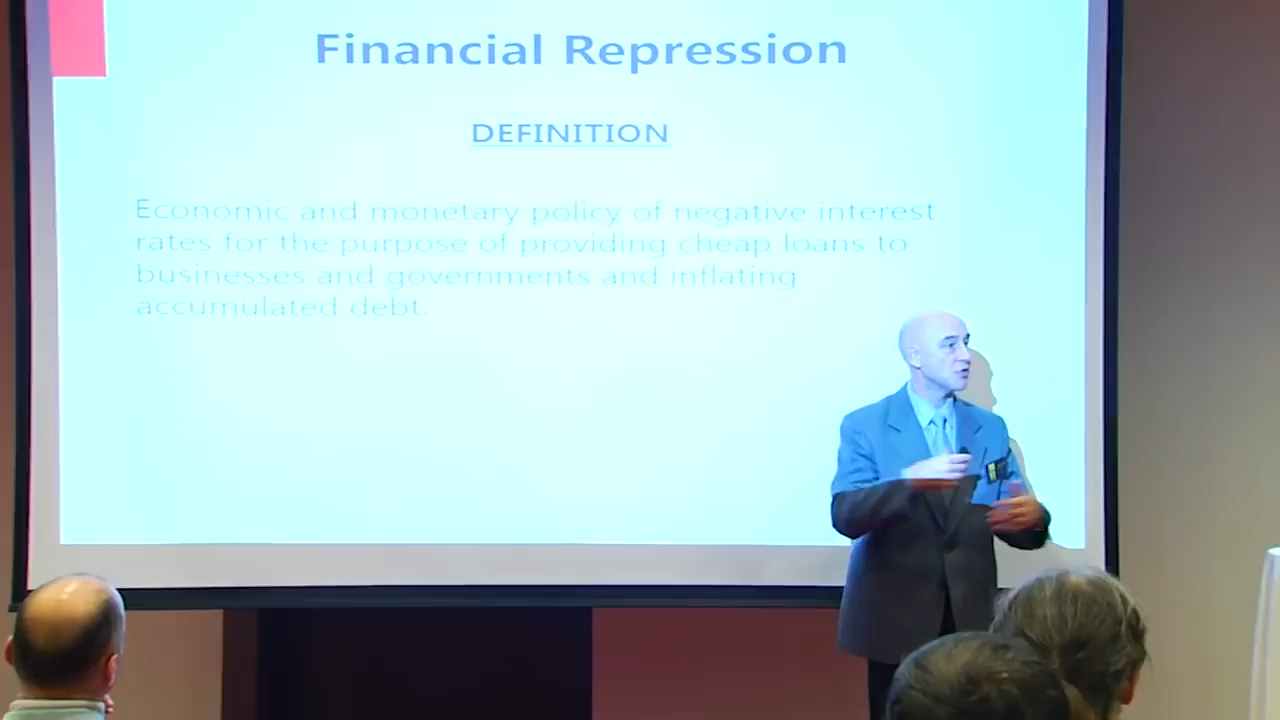 Financial Repression
DEFINITION
Economic and monetary policy of negative interest
rates for the purpose of providing cheap loans to
businesses and governments and inflating
accumulated debt.